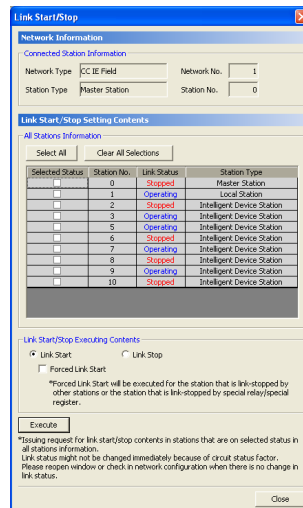 Link Start/Stop
Network Information
Connected Station Information
Network Type CC IE Field Network No. 1
Station Type Master Station Station No. 0
Link Start/Stop Setting Contents
All Stations Information
Select All Clear All Selections
Selected Status Station No. Link Status Station Type
0 Stopped Master Station
1 Operating Local Station
2 Stopped Intelligent Device Station
3 Operating Intelligent Device Station
5 Operating Intelligent Device Station
6 Stopped Intelligent Device Station
7 Operating Intelligent Device Station
8 Stopped Intelligent Device Station
9 Operating Intelligent Device Station
10 Stopped Intelligent Device Station
Link Start/Stop Executing Contents
Link Start Link Stop
Forced Link Start
*Forced Link Start will be executed for the station that is link-stopped by
other stations or the station that is link-stopped by special relay/special
register.
Execute
*Issuing request for link start/stop contents in stations that are on selected status in
all stations information.
Link status might not be changed immediately because of circuit status factor.
Please reopen window or check in network configuration when there is no change in
link status.
Close